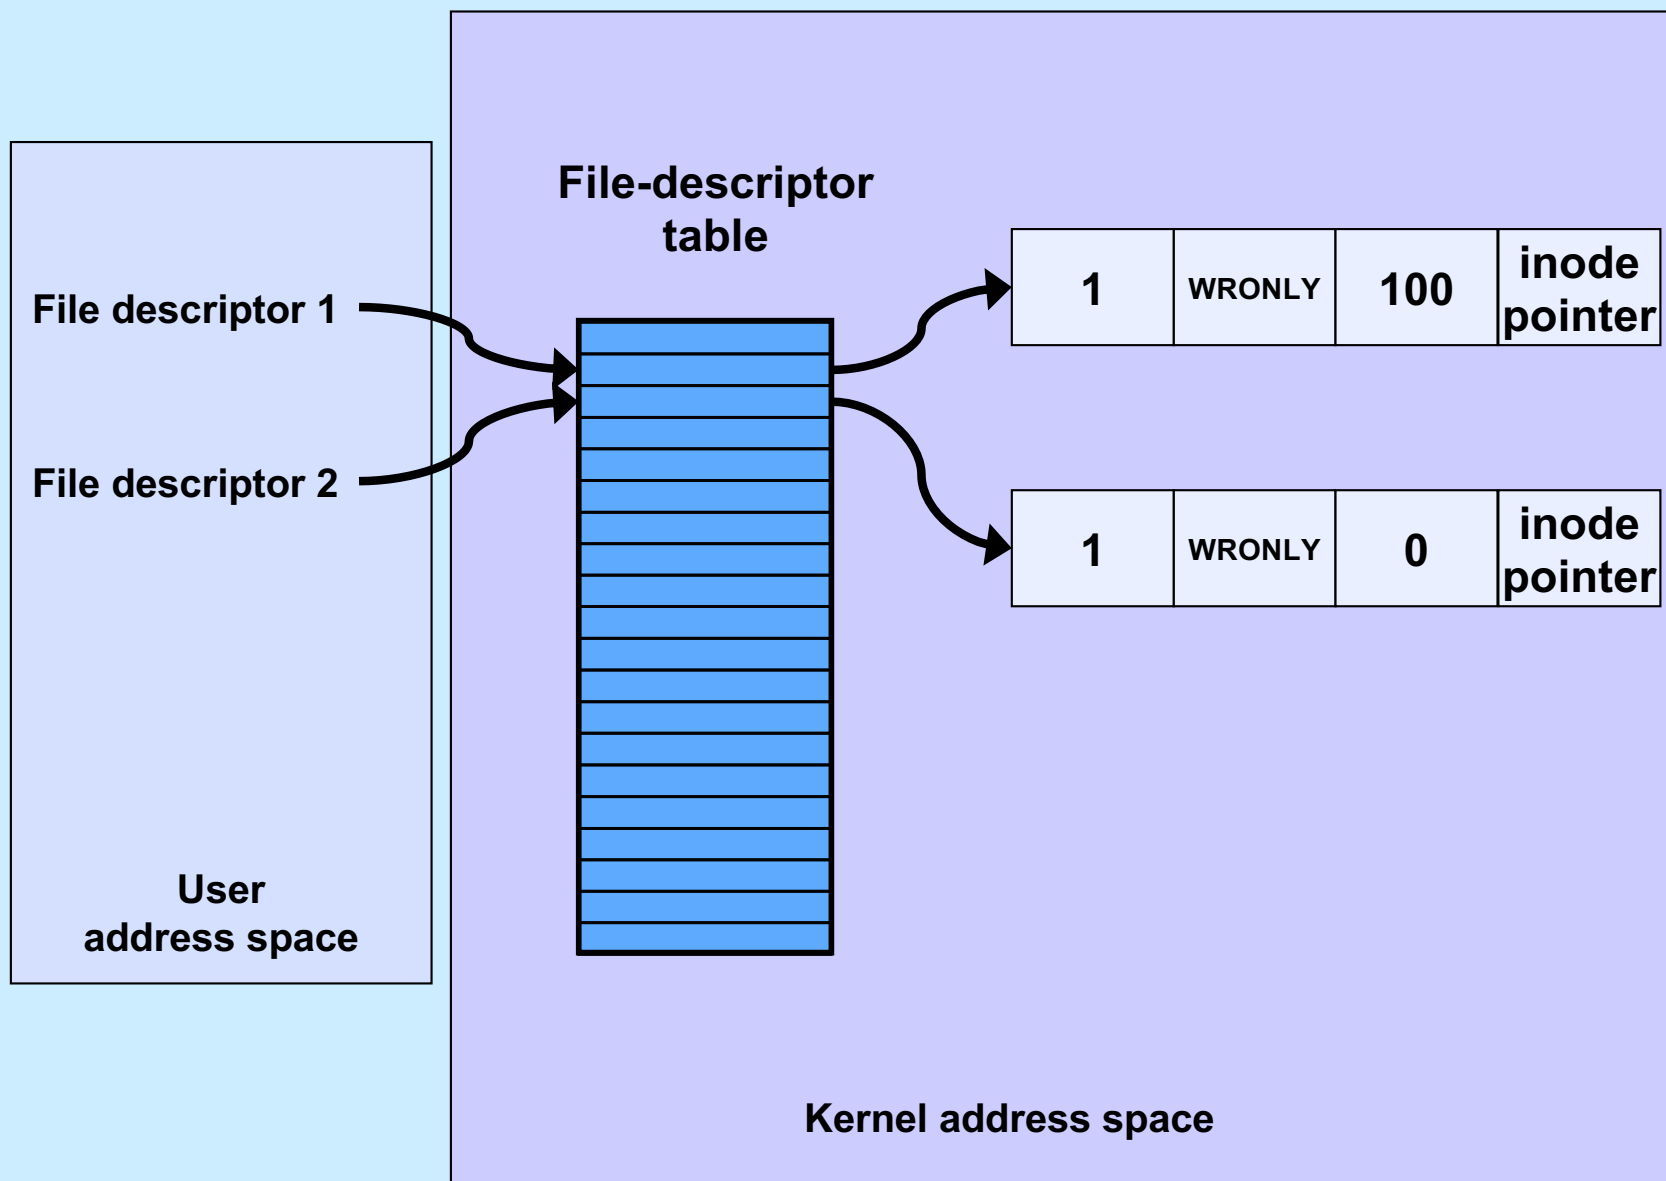 File-descriptor
table
File descriptor 1
File descriptor 2
1
WRONLY
100
inode
pointer
1
WRONLY
0
inode
pointer
User
address space
Kernel address space